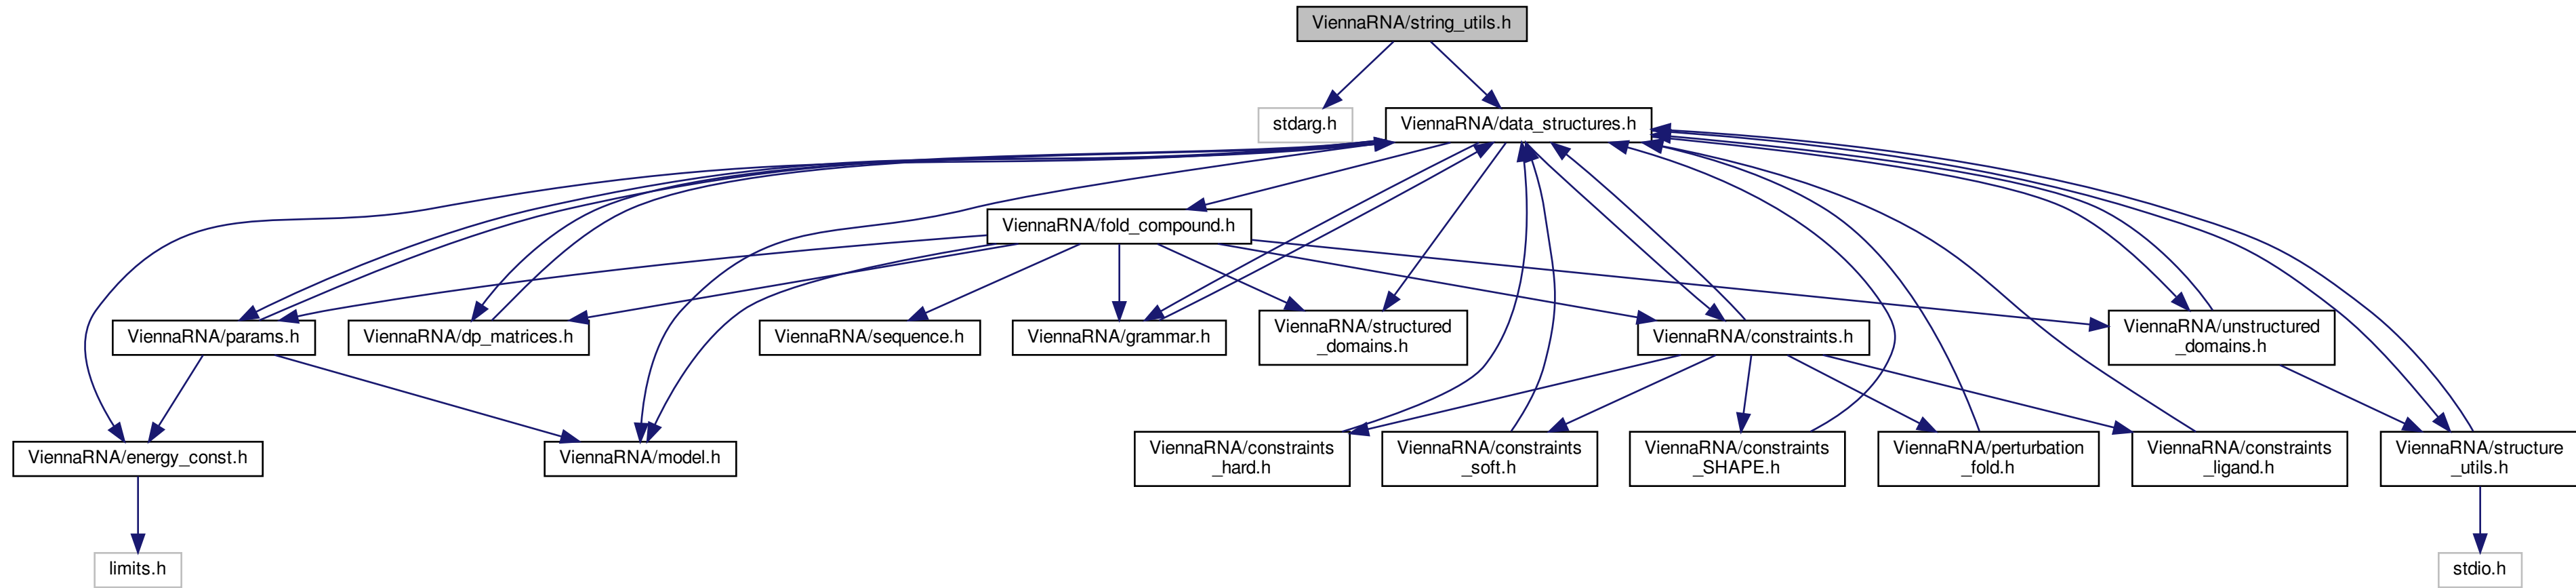 ViennaRNA/string_utils.h
stdarg.h
ViennaRNA/data_structures.h
ViennaRNA/fold_compound.h
ViennaRNA/params.h
ViennaRNA/dp_matrices.h
ViennaRNA/sequence.h
ViennaRNA/grammar.h
ViennaRNA/structured
_domains.h
ViennaRNA/constraints.h
ViennaRNA/unstructured
_domains.h
ViennaRNA/energy_const.h
ViennaRNA/model.h
ViennaRNA/constraints
_hard.h
ViennaRNA/constraints
_soft.h
ViennaRNA/constraints
_SHAPE.h
ViennaRNA/perturbation
_fold.h
ViennaRNA/constraints
_ligand.h
ViennaRNA/structure
_utils.h
limits.h
stdio.h